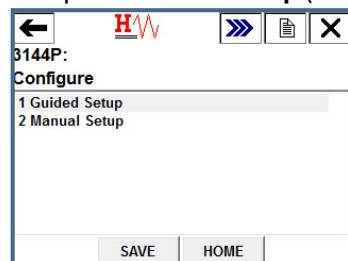 H
3144P:
Configure
1 Guided Setup
2 Manual Setup
SAVE HOME